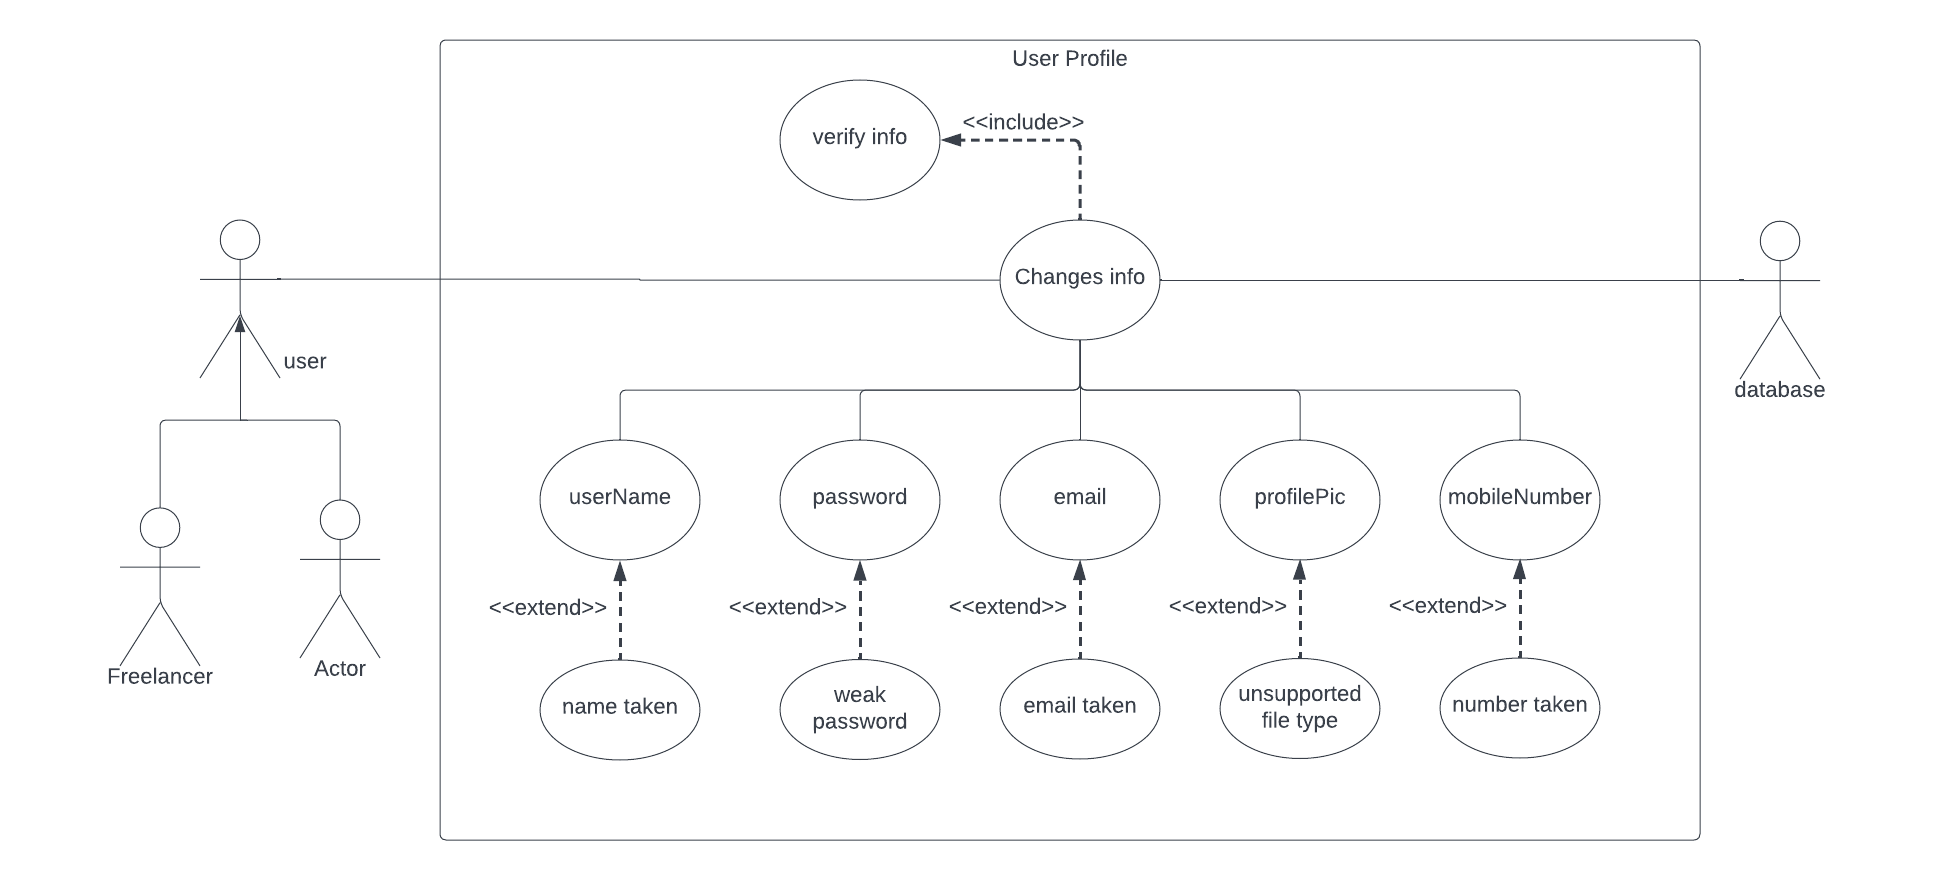 User Profile
verify info
<<include>>
Changes info
user
database
userName
password
email
profilePic
mobileNumber
<<extend>>
<<extend>>
<<extend>>
<<extend>>
<<extend>>
Freelancer
Actor
name taken
weak
password
email taken
unsupported
file type
number taken